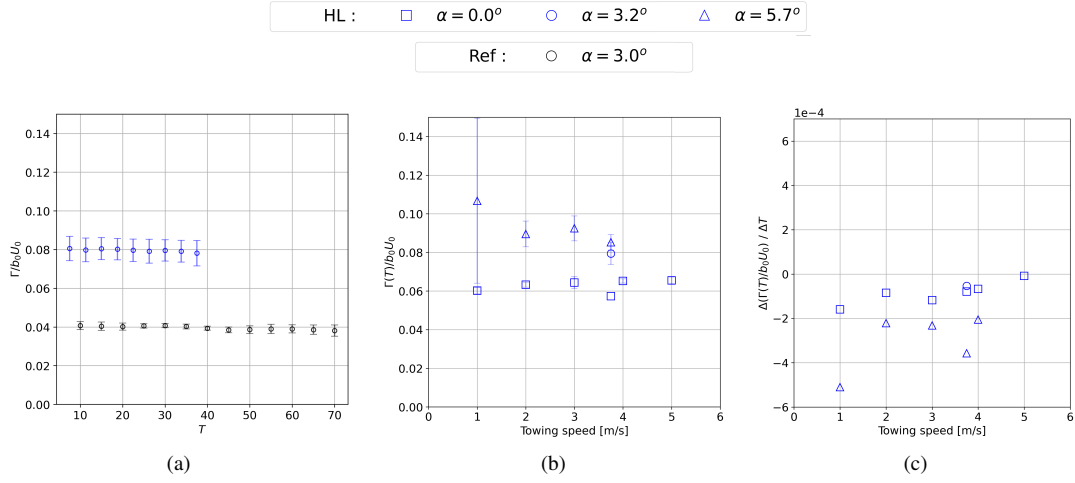 HL : α = 0.0° α = 3.2° α = 5.7°
Ref : α = 3.0°
0.14
0.12
0.10
0.08
0.06
0.04
0.02
0.00
Γ/b₀U₀
10 20 30 40 50 60 70
T
(a)
0.14
0.12
0.10
0.08
0.06
0.04
0.02
0.00
Γ(T)/b₀U₀
0 1 2 3 4 5 6
Towing speed [m/s]
(b)
1e−4
6
4
2
0
−2
−4
−6
Δ(Γ(T)/b₀U₀) / ΔT
0 1 2 3 4 5 6
Towing speed [m/s]
(c)